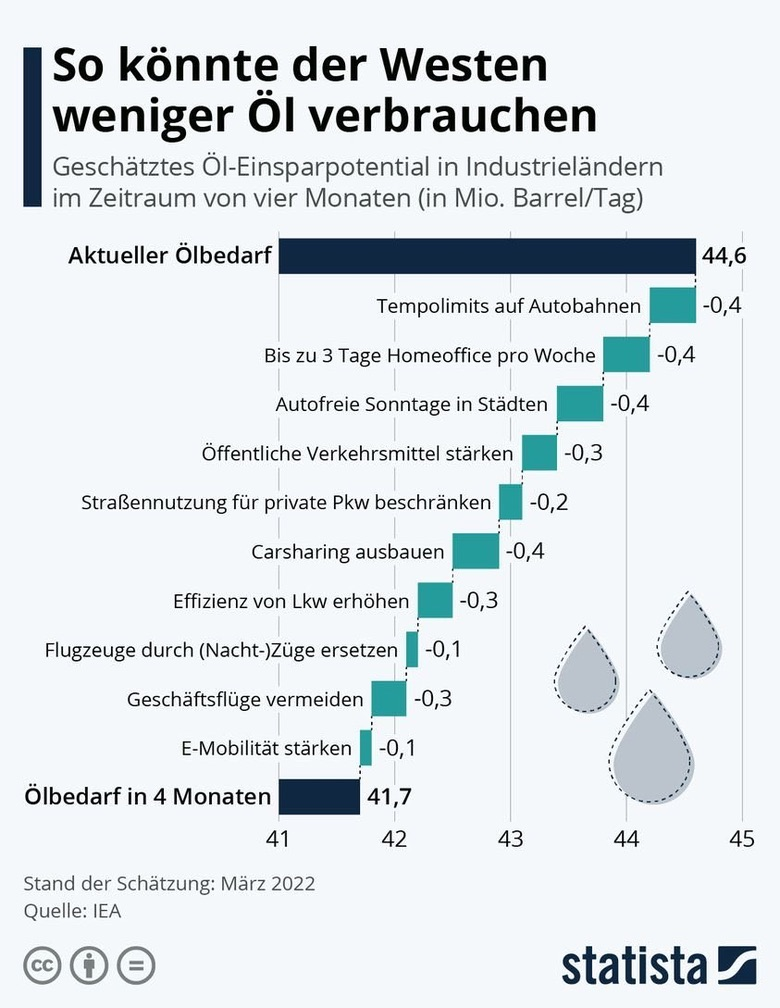 So könnte der Westen
weniger Öl verbrauchen
Geschätztes Öl-Einsparpotential in Industrieländern
im Zeitraum von vier Monaten (in Mio. Barrel/Tag)
Aktueller Ölbedarf 44,6
Tempolimits auf Autobahnen -0,4
Bis zu 3 Tage Homeoffice pro Woche -0,4
Autofreie Sonntage in Städten -0,4
Öffentliche Verkehrsmittel stärken -0,3
Straßennutzung für private Pkw beschränken -0,2
Carsharing ausbauen -0,4
Effizienz von Lkw erhöhen -0,3
Flugzeuge durch (Nacht-)Züge ersetzen -0,1
Geschäftsflüge vermeiden -0,3
E-Mobilität stärken -0,1
Ölbedarf in 4 Monaten 41,7
41 42 43 44 45
Stand der Schätzung: März 2022
Quelle: IEA
cc
statista